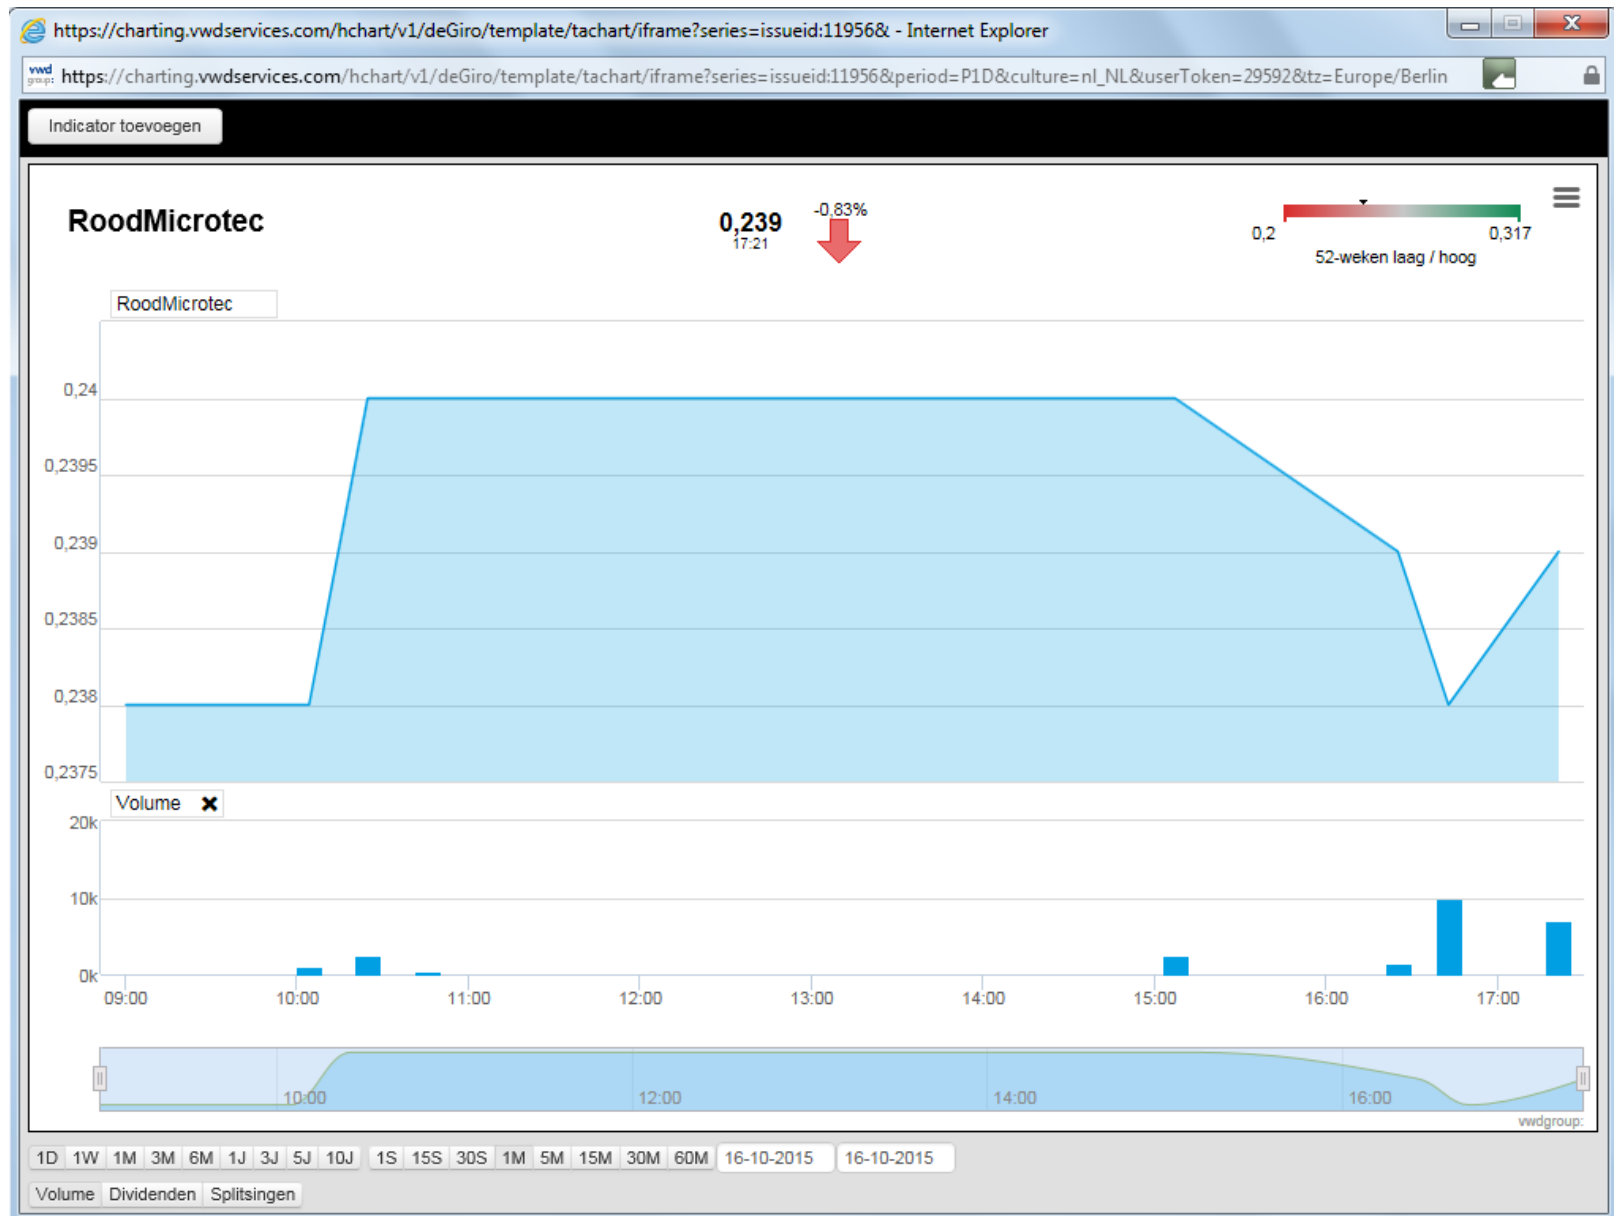 https://charting.vwdservices.com/hchart/v1/deGiro/template/tachart/iframe?series=issueid:11956& - Internet Explorer
vwd group: https://charting.vwdservices.com/hchart/v1/deGiro/template/tachart/iframe?series=issueid:11956&period=P1D&culture=nl_NL&userToken=29592&tz=Europe/Berlin
Indicator toevoegen
RoodMicrotec
0,239
17:21
-0,83%
0,2 0,317
52-weken laag / hoog
RoodMicrotec
0,24
0,2395
0,239
0,2385
0,238
0,2375
Volume
20k
10k
0k
09:00 10:00 11:00 12:00 13:00 14:00 15:00 16:00 17:00
10:00 12:00 14:00 16:00
vwdgroup:
1D 1W 1M 3M 6M 1J 3J 5J 10J 1S 15S 30S 1M 5M 15M 30M 60M 16-10-2015 16-10-2015
Volume Dividenden Splitsingen